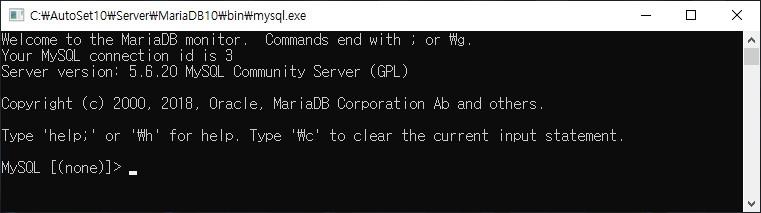 C:₩AutoSet10₩Server₩MariaDB10₩bin₩mysql.exe
Welcome to the MariaDB monitor.  Commands end with ; or ₩g.
Your MySQL connection id is 3
Server version: 5.6.20 MySQL Community Server (GPL)
Copyright (c) 2000, 2018, Oracle, MariaDB Corporation Ab and others.
Type 'help;' or '₩h' for help. Type '₩c' to clear the current input statement.
MySQL [(none)]> _